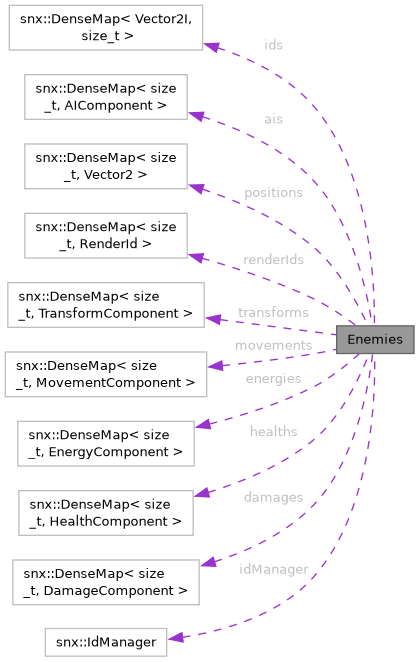 snx::DenseMap< Vector2I,
size_t >
ids
snx::DenseMap< size
_t, AIComponent >
ais
snx::DenseMap< size
_t, Vector2 >
positions
snx::DenseMap< size
_t, RenderId >
renderIds
snx::DenseMap< size
_t, TransformComponent >
transforms
Enemies
movements
snx::DenseMap< size
_t, MovementComponent >
energies
snx::DenseMap< size
_t, EnergyComponent >
healths
snx::DenseMap< size
_t, HealthComponent >
damages
snx::DenseMap< size
_t, DamageComponent >
idManager
snx::IdManager